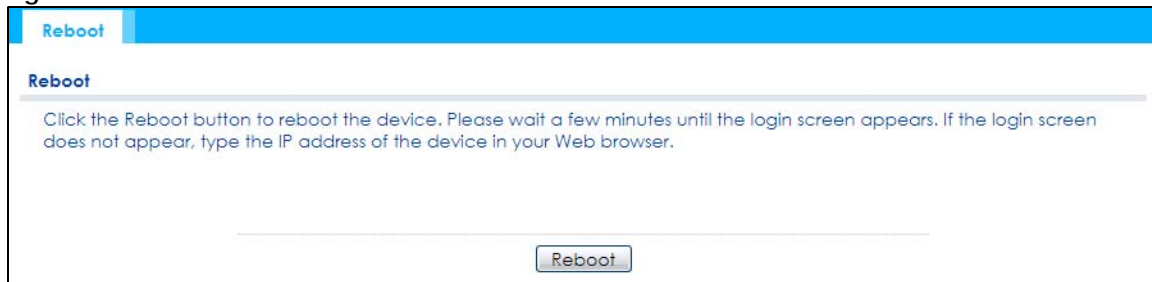 Reboot
Reboot
Click the Reboot button to reboot the device. Please wait a few minutes until the login screen appears. If the login screen
does not appear, type the IP address of the device in your Web browser.
Reboot